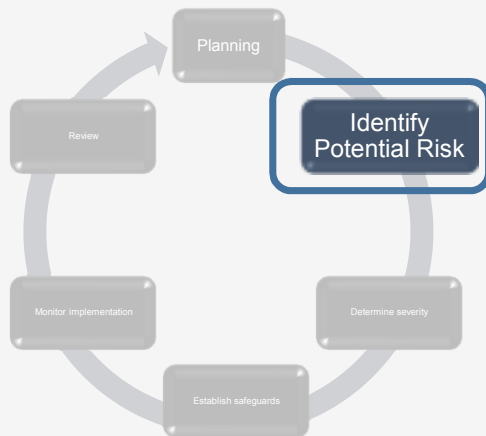 Planning
Identify
Potential Risk
Determine severity
Establish safeguards
Monitor implementation
Review